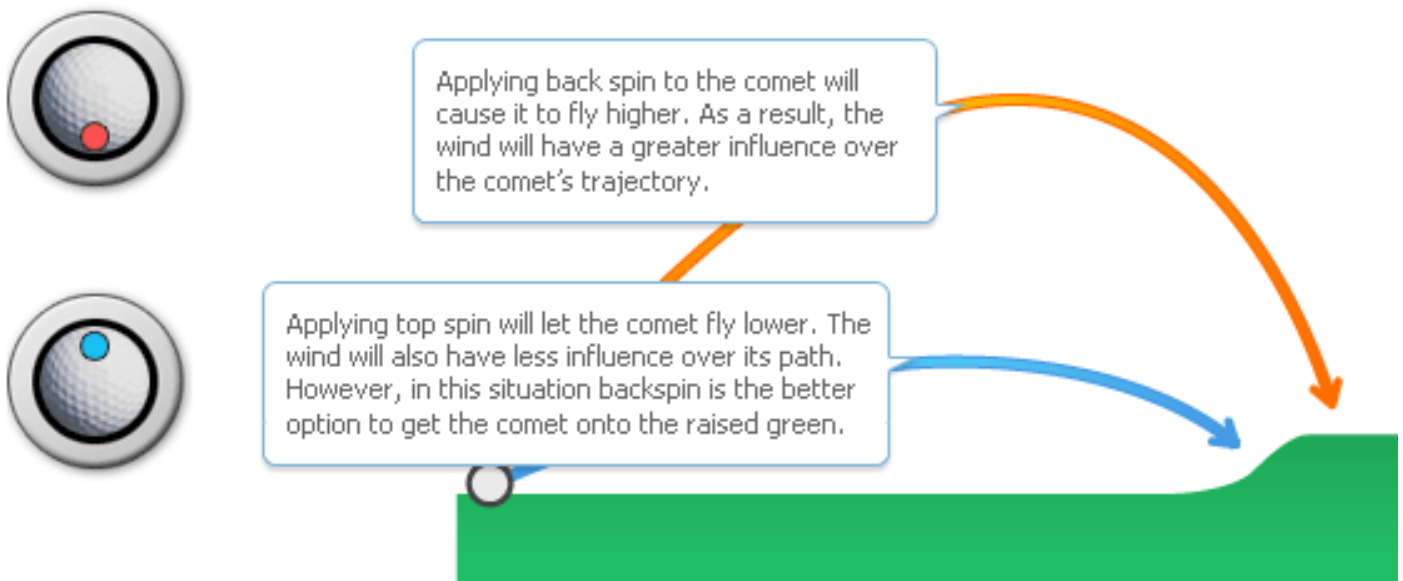 Applying back spin to the comet will
cause it to fly higher. As a result, the
wind will have a greater influence over
the comet's trajectory.
Applying top spin will let the comet fly lower. The
wind will also have less influence over its path.
However, in this situation backspin is the better
option to get the comet onto the raised green.